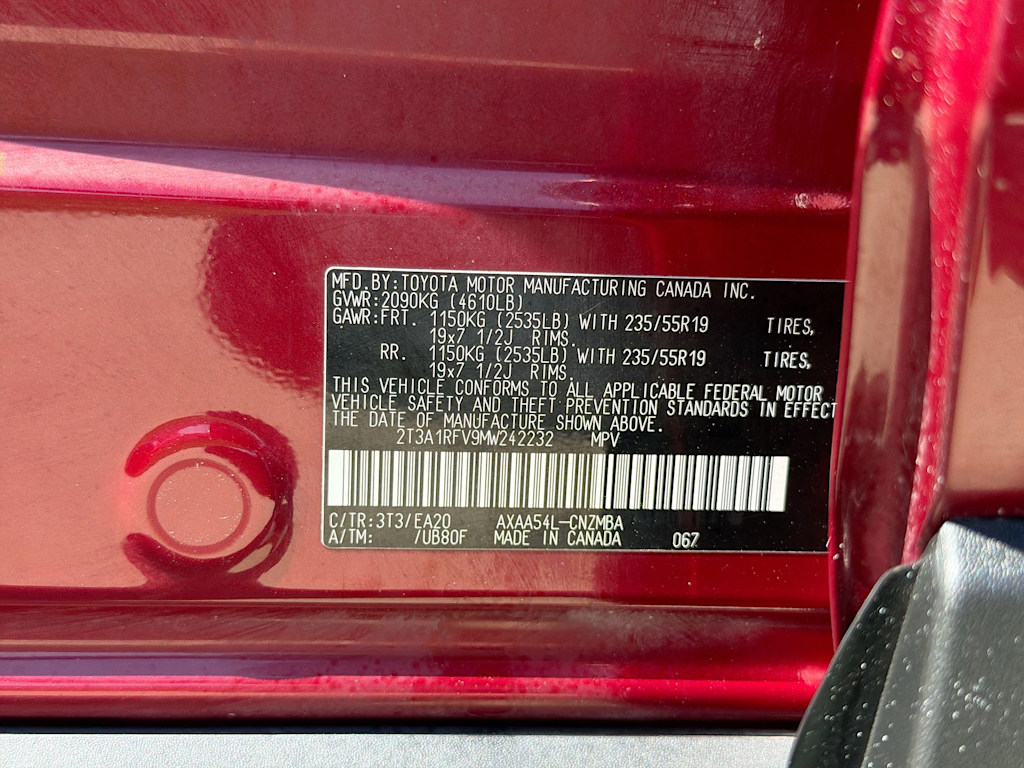 MFD.BY:TOYOTA MOTOR MANUFACTURING CANADA INC.
GVWR:2090KG (4610LB)
GAWR:FRT. 1150KG (2535LB) WITH 235/55R19 TIRES,
19x7 1/2J RIMS.
RR. 1150KG (2535LB) WITH 235/55R19 TIRES,
19x7 1/2J RIMS.
THIS VEHICLE CONFORMS TO ALL APPLICABLE FEDERAL MOTOR
VEHICLE SAFETY AND THEFT PREVENTION STANDARDS IN EFFECT
THE DATE OF MANUFACTURE SHOWN ABOVE.
2T3A1RFV9MW242232 MPV
C/TR:3T3/EA20 AXAA54L-CNZMBA
A/TM: /UB80F MADE IN CANADA 067